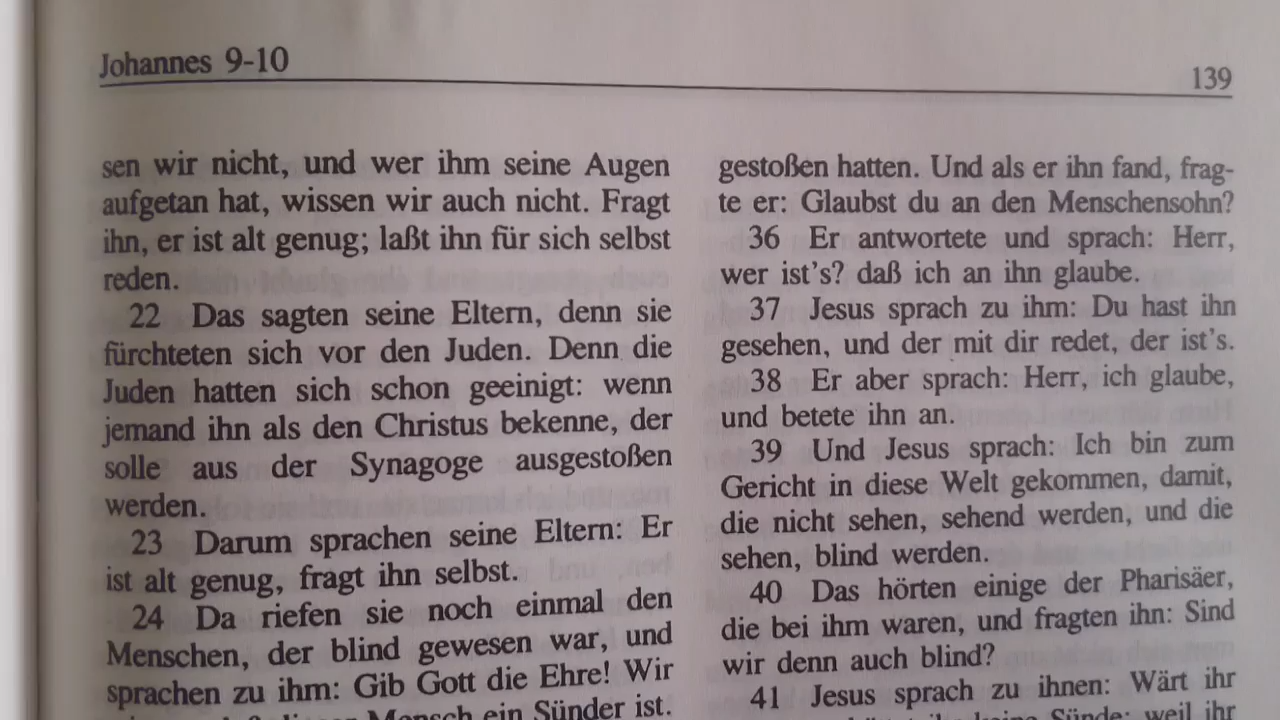 Johannes 9-10
139
sen wir nicht, und wer ihm seine Augen
aufgetan hat, wissen wir auch nicht. Fragt
ihn, er ist alt genug; laßt ihn für sich selbst
reden.
22 Das sagten seine Eltern, denn sie
fürchteten sich vor den Juden. Denn die
Juden hatten sich schon geeinigt: wenn
jemand ihn als den Christus bekenne, der
solle aus der Synagoge ausgestoßen
werden.
23 Darum sprachen seine Eltern: Er
ist alt genug, fragt ihn selbst.
24 Da riefen sie noch einmal den
Menschen, der blind gewesen war, und
sprachen zu ihm: Gib Gott die Ehre! Wir
Mensch ein Sünder ist.
gestoßen hatten. Und als er ihn fand, frag-
te er: Glaubst du an den Menschensohn?
36 Er antwortete und sprach: Herr,
wer ist's? daß ich an ihn glaube.
37 Jesus sprach zu ihm: Du hast ihn
gesehen, und der mit dir redet, der ist's.
38 Er aber sprach: Herr, ich glaube,
und betete ihn an.
39 Und Jesus sprach: Ich bin zum
Gericht in diese Welt gekommen, damit,
die nicht sehen, sehend werden, und die
sehen, blind werden.
40 Das hörten einige der Pharisäer,
die bei ihm waren, und fragten ihn: Sind
wir denn auch blind?
41 Jesus sprach zu ihnen: Wärt ihr
Sünde; weil ihr